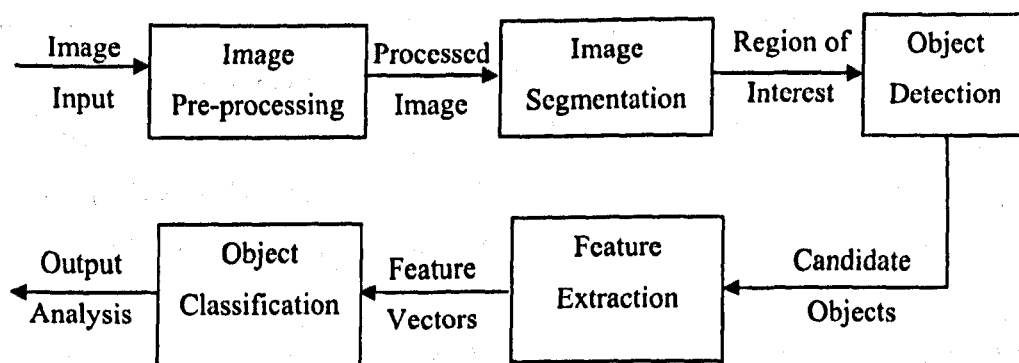 Image
Input
Image
Pre-processing
Processed
Image
Image
Segmentation
Region of
Interest
Object
Detection
Candidate
Objects
Feature
Extraction
Feature
Vectors
Object
Classification
Output
Analysis